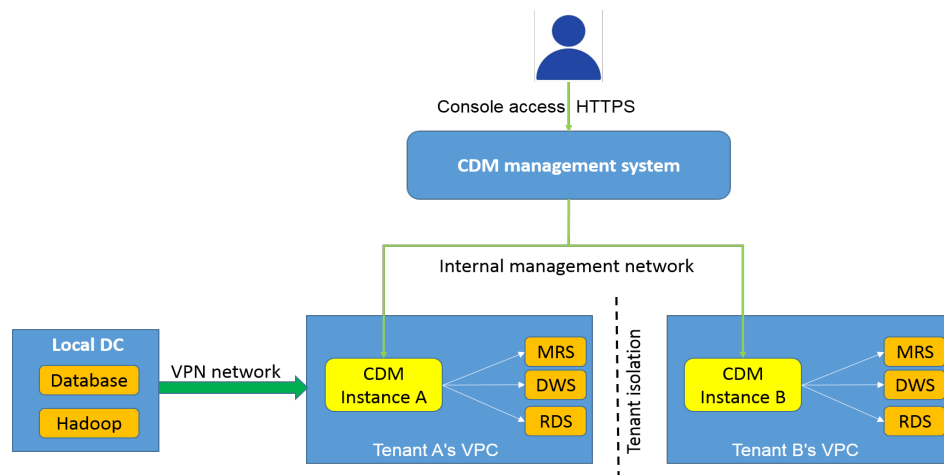 Console access HTTPS
CDM management system
Internal management network
Local DC
Database
Hadoop
VPN network
CDM
Instance A
MRS
DWS
RDS
Tenant A's VPC
Tenant isolation
CDM
Instance B
MRS
DWS
RDS
Tenant B's VPC